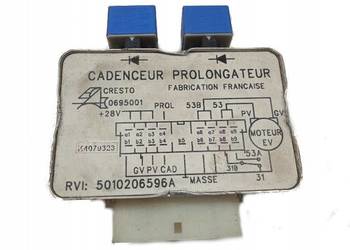 CADENCEUR PROLONGATEUR
FABRICATION FRANCAISE
CRESTO
0695001
+28V PROL 53B 53 PV GV
MOTEUR
EV
GV PV CAD
53A
31B
MASSE 31
RVI: 5010206596A